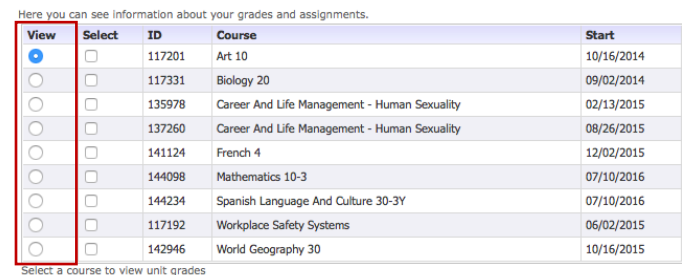 Here you can see information about your grades and assignments.
View Select ID Course Start
117201 Art 10 10/16/2014
117331 Biology 20 09/02/2014
135978 Career And Life Management - Human Sexuality 02/13/2015
137260 Career And Life Management - Human Sexuality 08/26/2015
141124 French 4 12/02/2015
144098 Mathematics 10-3 07/10/2016
144234 Spanish Language And Culture 30-3Y 07/10/2016
117192 Workplace Safety Systems 06/02/2015
142946 World Geography 30 10/16/2015
Select a course to view unit grades